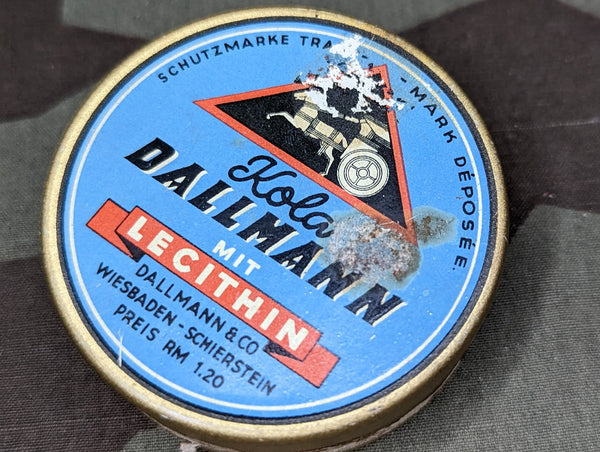 SCHUTZMARKE TRA - MARK DÉPOSÉE.
Kola
DALLMANN
MIT
LECITHIN
DALLMANN & CO
WIESBADEN-SCHIERSTEIN
PREIS RM 1.20